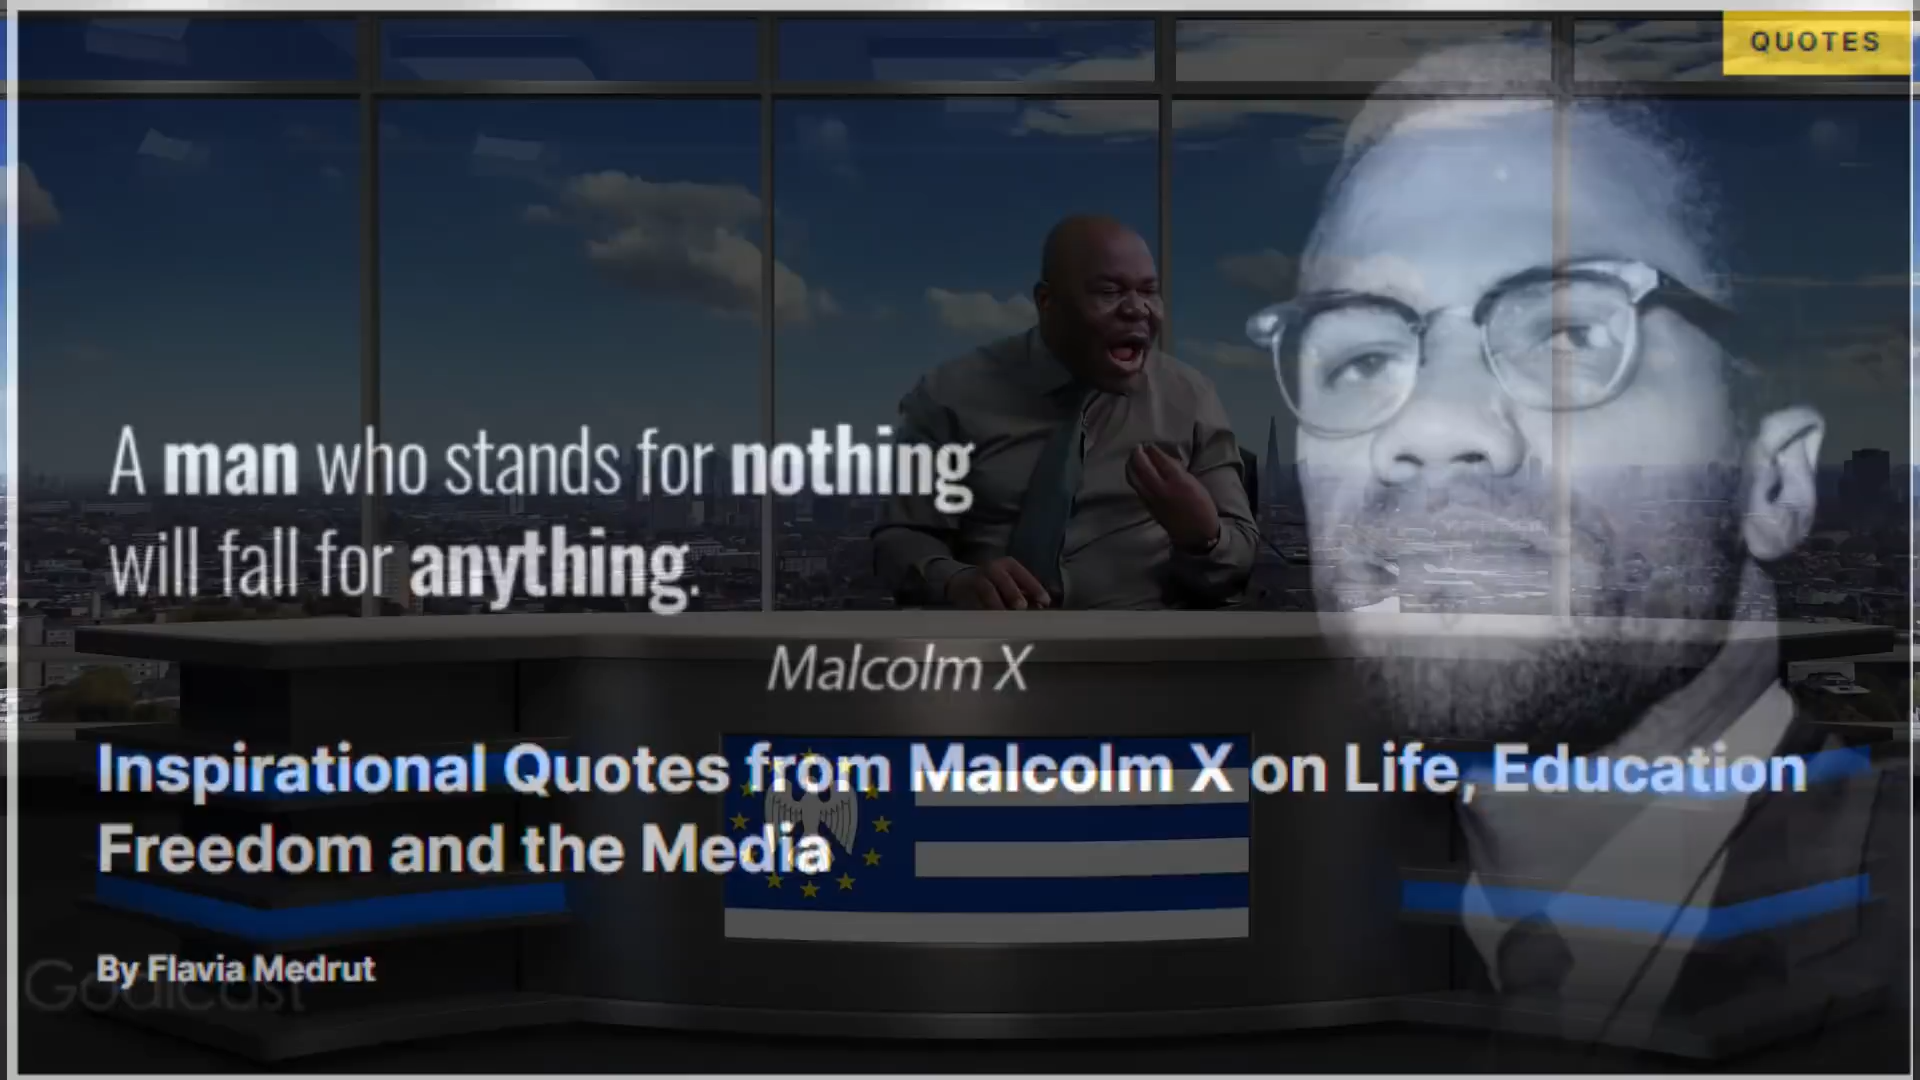 QUOTES
A man who stands for nothing
will fall for anything.
Malcolm X
Inspirational Quotes from Malcolm X on Life, Education
Freedom and the Media
By Flavia Medrut
Goalcast